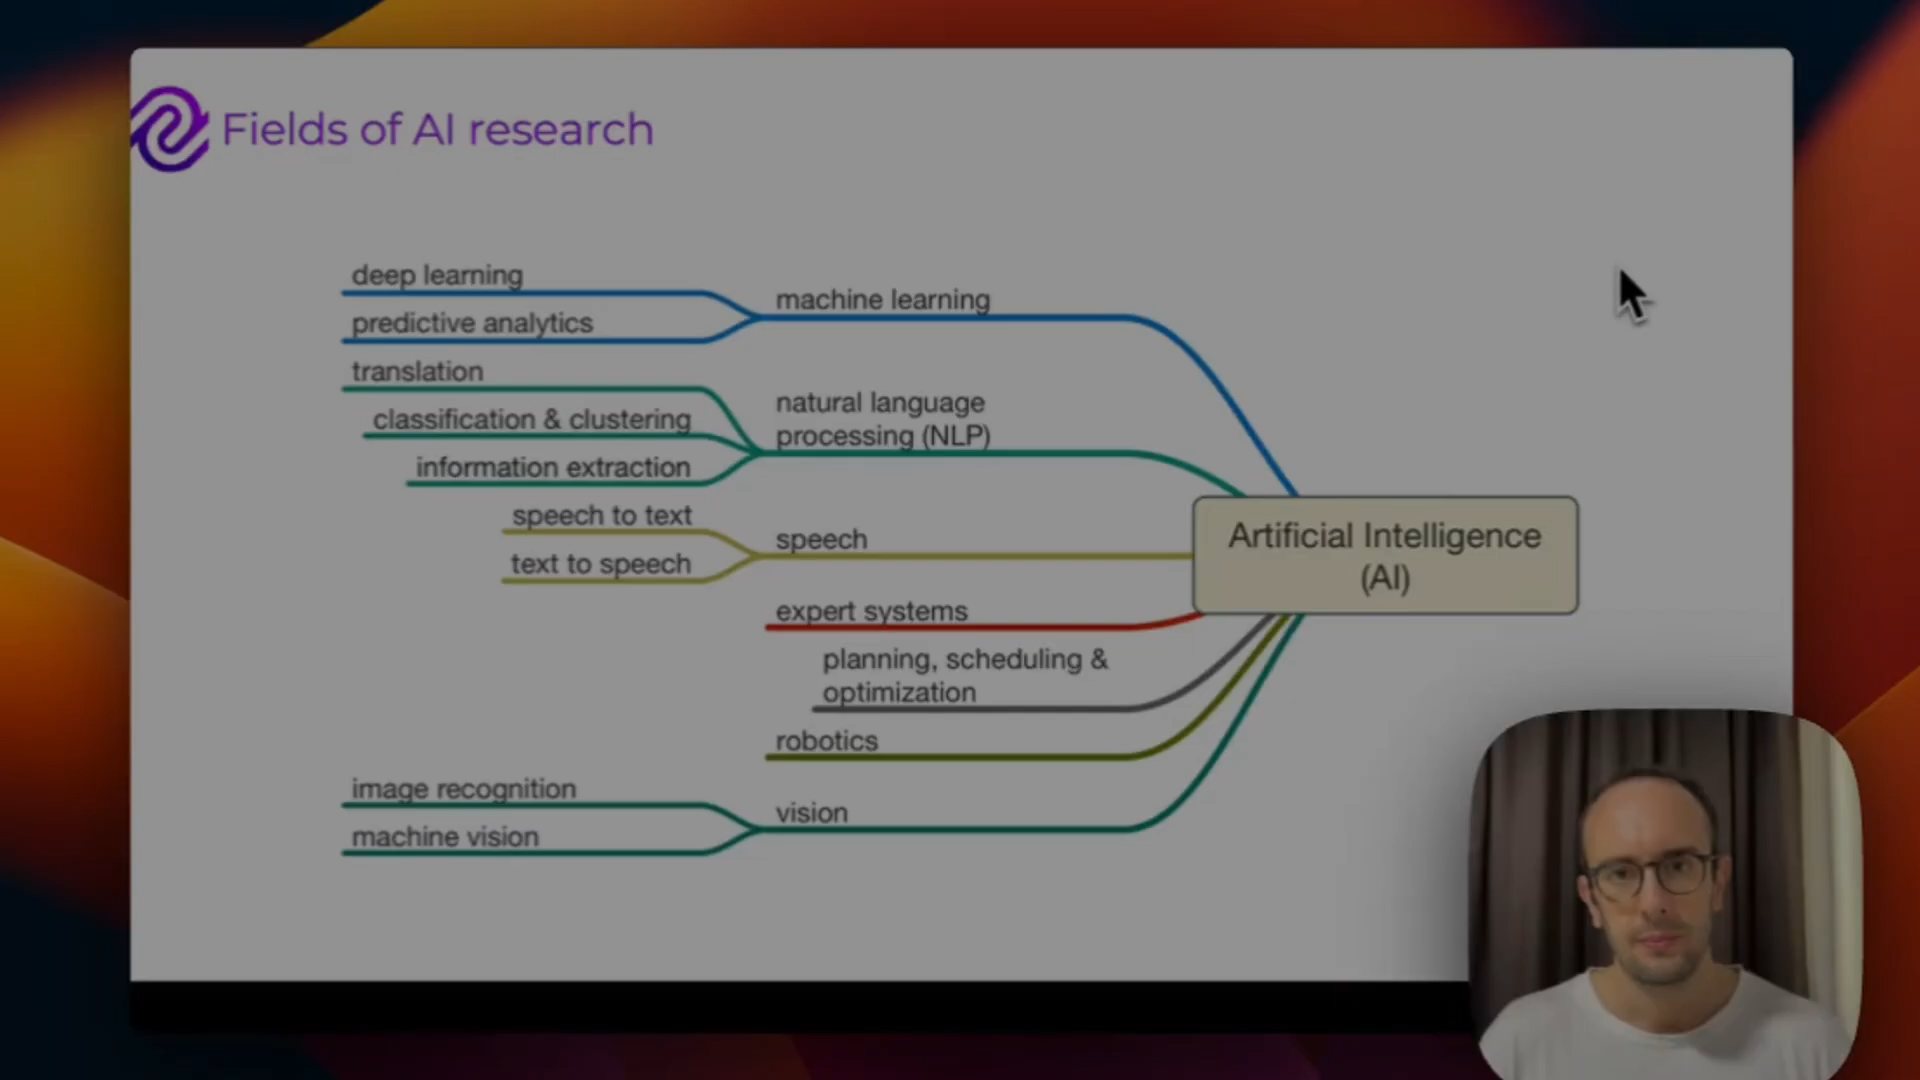 Fields of AI research
deep learning
predictive analytics
machine learning
translation
classification & clustering
information extraction
natural language
processing (NLP)
speech to text
text to speech
speech
Artificial Intelligence
(AI)
expert systems
planning, scheduling &
optimization
robotics
image recognition
machine vision
vision